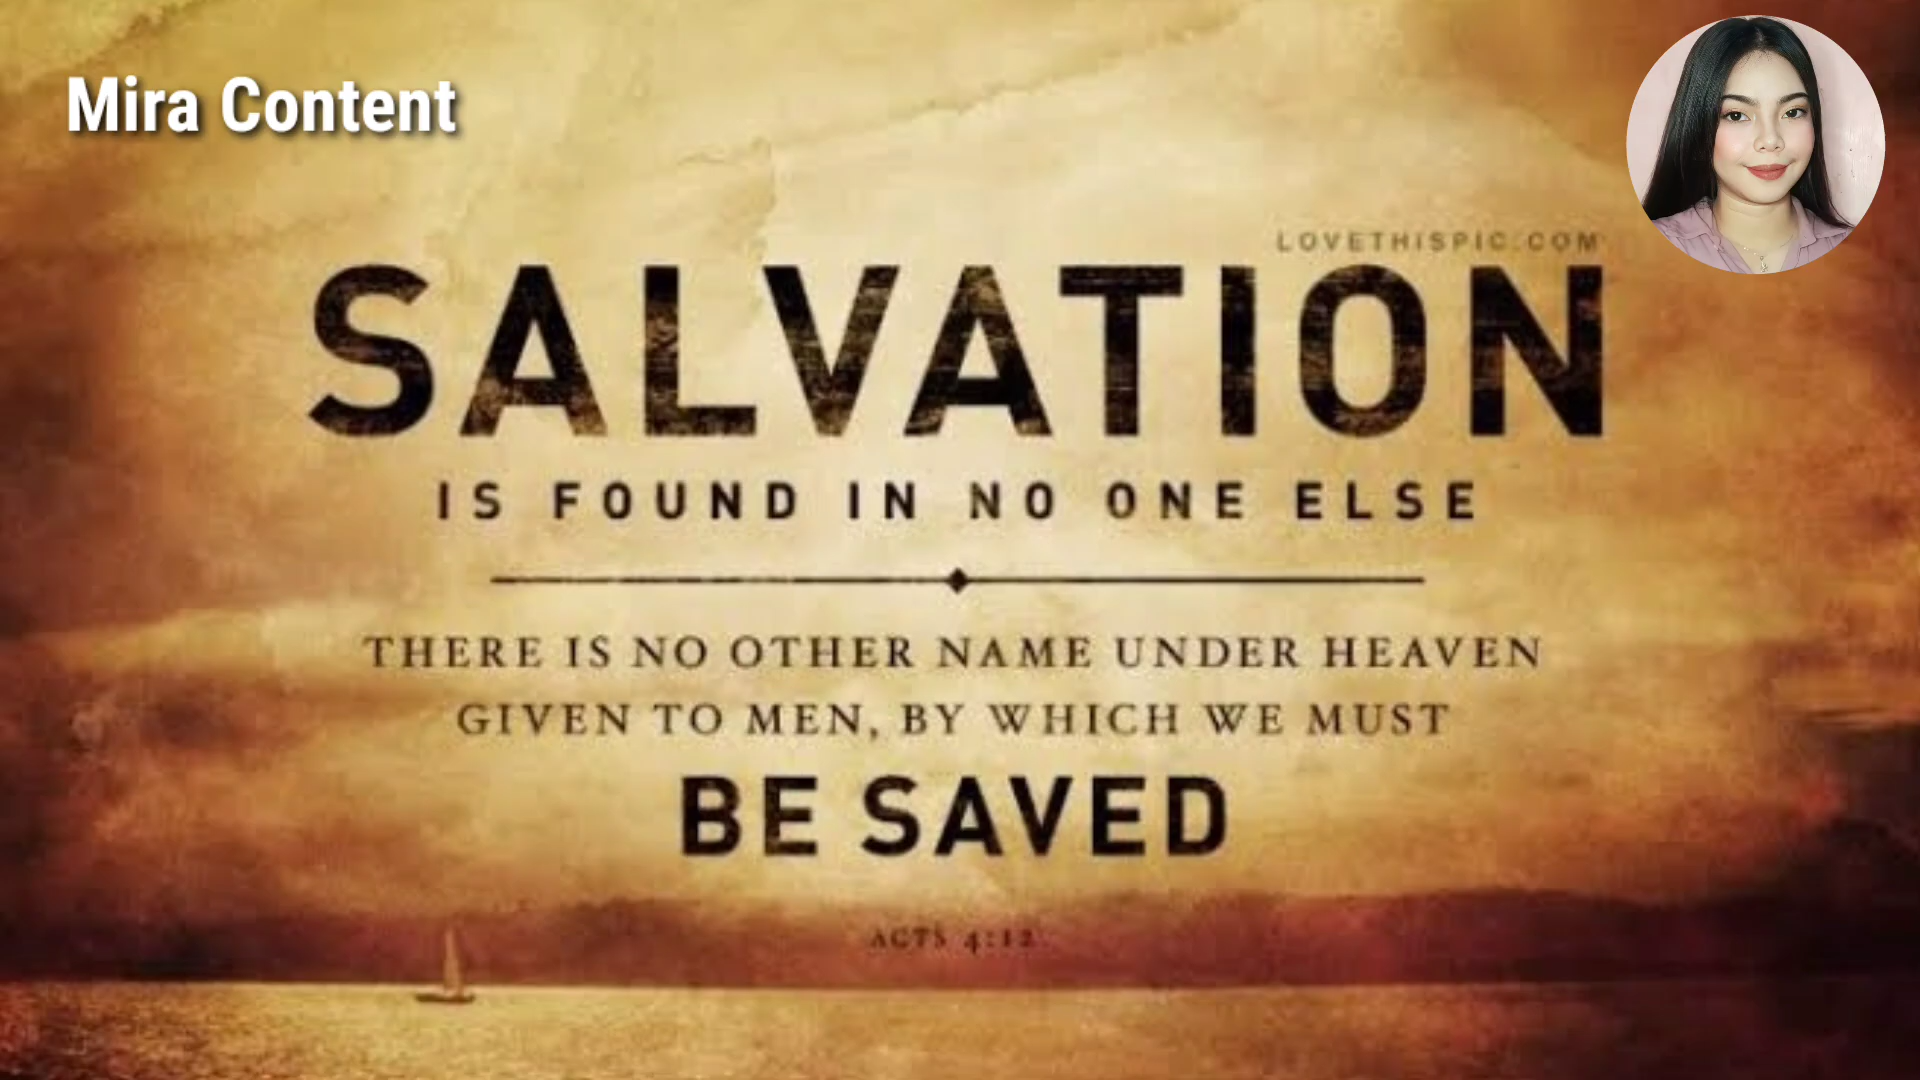 Mira Content
LOVETHISPIC.COM
SALVATION
IS FOUND IN NO ONE ELSE
THERE IS NO OTHER NAME UNDER HEAVEN
GIVEN TO MEN, BY WHICH WE MUST
BE SAVED
ACTS 4:12